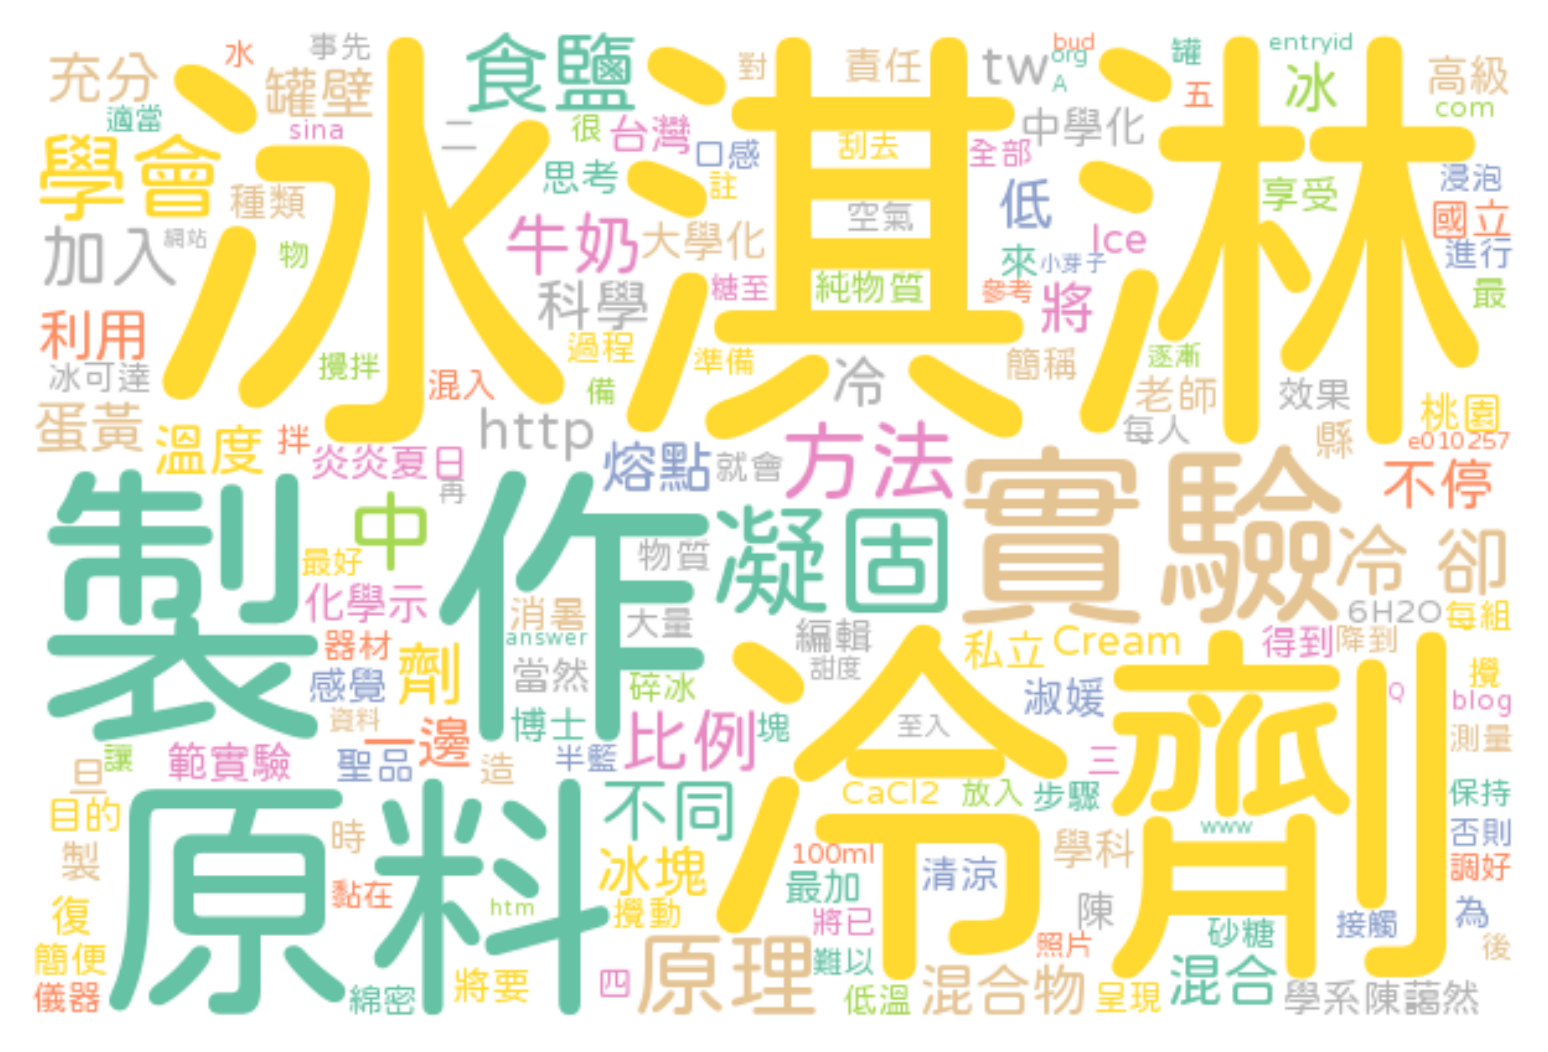 冰淇淋
製作
冷劑
原料
實驗
凝固
食鹽
方法
原理
學會
充分
罐壁
水
事先
適當
sina
二
很
台灣
口感
對
責任
tw
bud
org
A
中學化
罐
五
entryid
冰
高級
com
種類
思考
註
刮去
全部
低
享受
浸泡
國立
加入
網站
物
牛奶
大學化
空氣
Ice
來
小芽子
進行
最
科學
糖至
純物質
參考
將
利用
冰可達
攪拌
混入
過程
備
準備
冷
簡稱
逐漸
老師
每人
效果
桃園
e010257
縣
蛋黃
溫度
拌
炎炎夏日
再
http
熔點
就會
不停
中
最好
化學示
物質
冷卻
消暑
answer
大量
編輯
甜度
私立
Cream
6H2O
每組
得到
降到
器材
感覺
劑
當然
碎冰
淑媛
Q
攪
blog
資料
一邊
博士
比例
塊
至入
測量
旦
讓
範實驗
聖品
造
半籃
三
CaCl2
放入
步驟
保持
目的
時
不同
www
否則
製
黏在
冰塊
100ml
最加
清涼
學科
調好
復
htm
攪動
將已
陳
接觸
為
簡便
難以
照片
砂糖
後
儀器
綿密
將要
四
低溫
混合物
呈現
混合
學系陳藹然